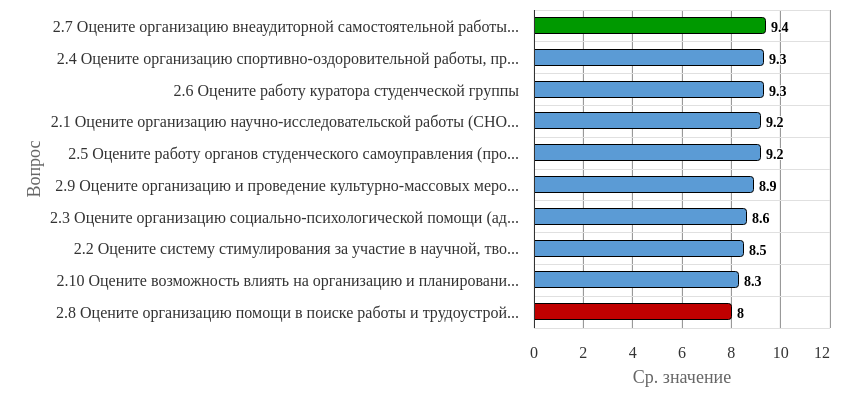 2.7 Оцените организацию внеаудиторной самостоятельной работы... 9.4
2.4 Оцените организацию спортивно-оздоровительной работы, пр... 9.3
2.6 Оцените работу куратора студенческой группы 9.3
2.1 Оцените организацию научно-исследовательской работы (СНО... 9.2
2.5 Оцените работу органов студенческого самоуправления (про... 9.2
2.9 Оцените организацию и проведение культурно-массовых меро... 8.9
2.3 Оцените организацию социально-психологической помощи (ад... 8.6
2.2 Оцените систему стимулирования за участие в научной, тво... 8.5
2.10 Оцените возможность влиять на организацию и планировани... 8.3
2.8 Оцените организацию помощи в поиске работы и трудоустрой... 8
Вопрос
0 2 4 6 8 10 12
Ср. значение